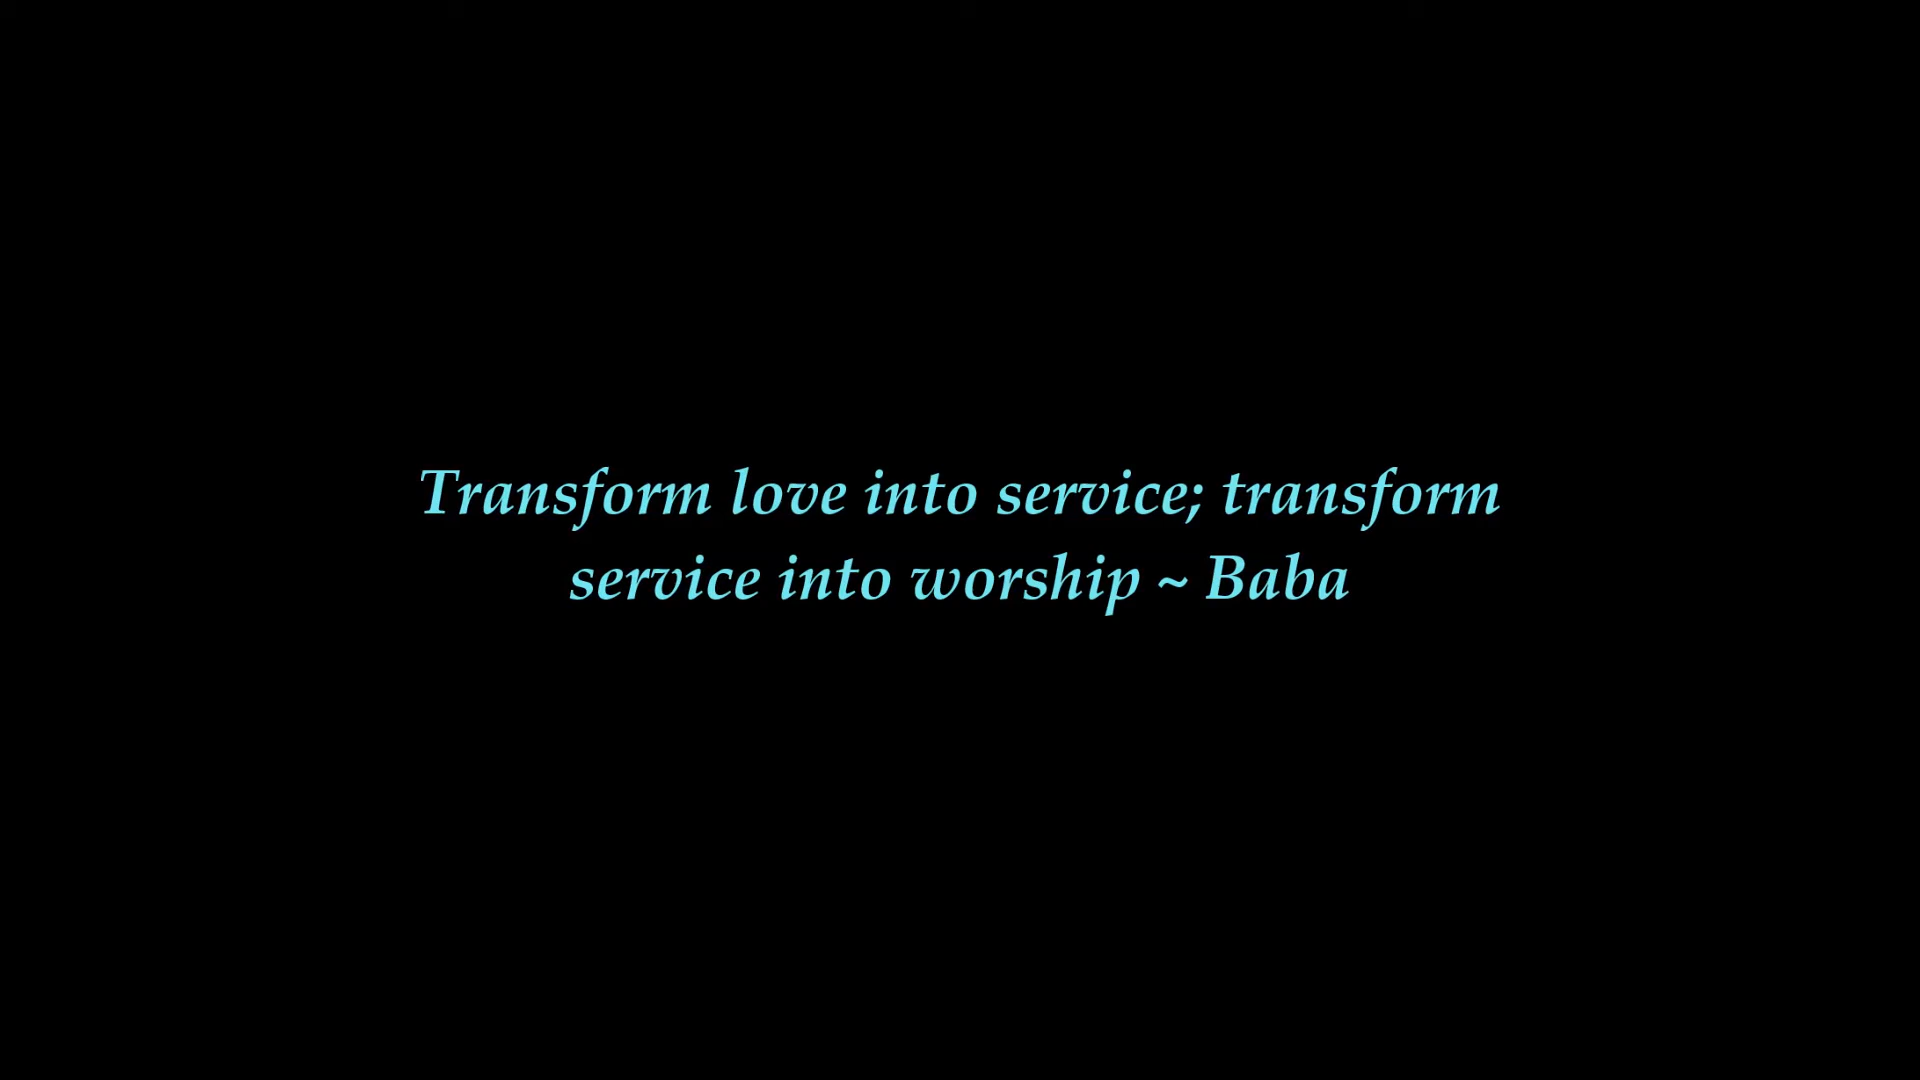 Transform love into service; transform
service into worship ~ Baba